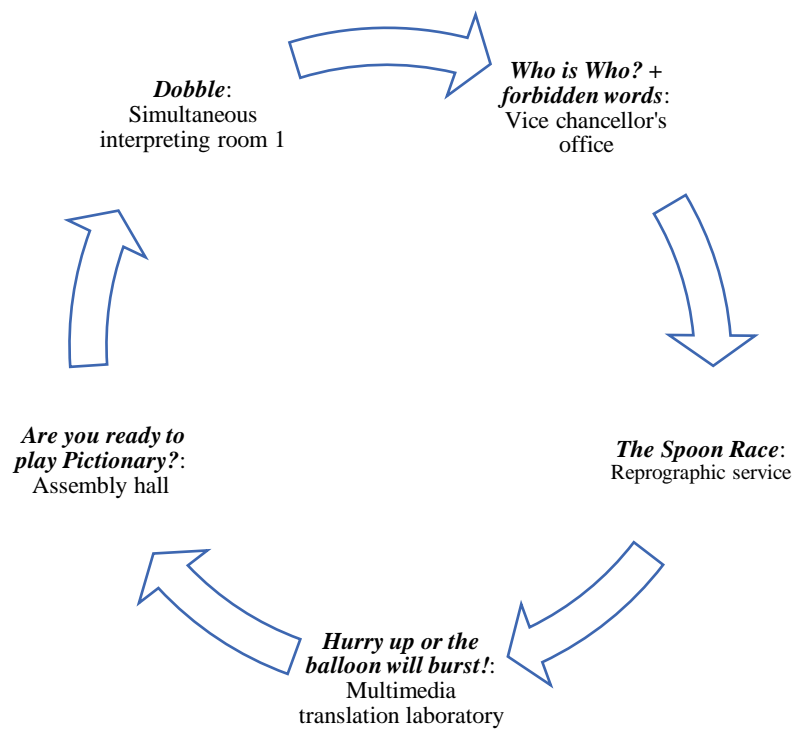 Dobble:
Simultaneous
interpreting room 1
Who is Who? +
forbidden words:
Vice chancellor's
office
The Spoon Race:
Reprographic service
Hurry up or the
balloon will burst!:
Multimedia
translation laboratory
Are you ready to
play Pictionary?:
Assembly hall